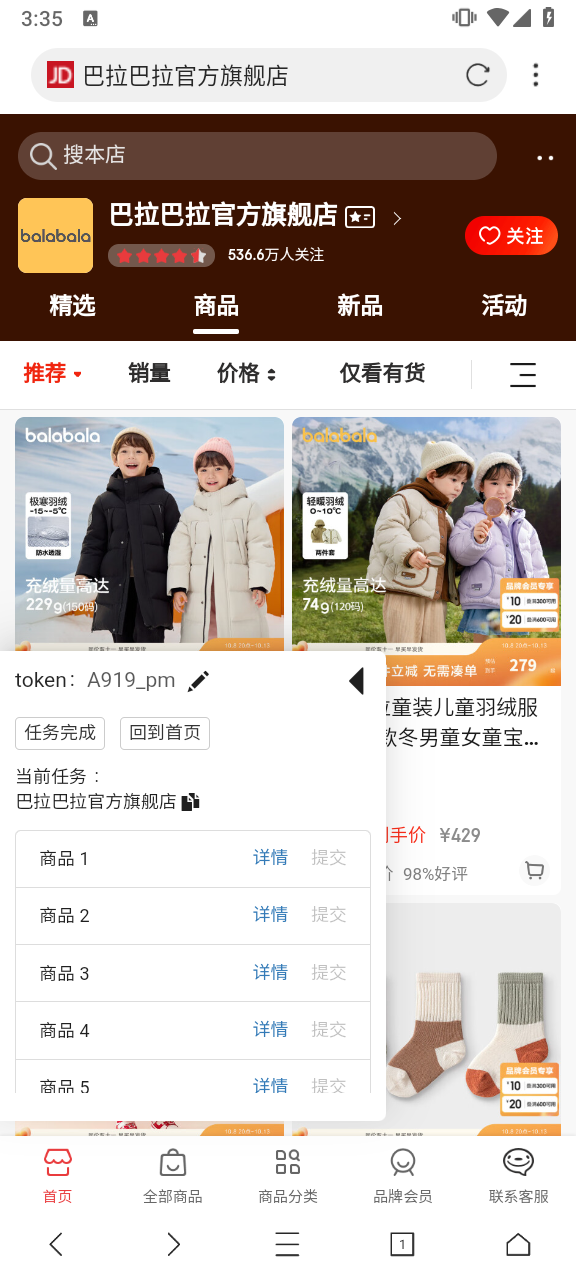 3:35
A
JD 巴拉巴拉官方旗舰店
搜本店
balabala
巴拉巴拉官方旗舰店
536.6万人关注
关注
精选 商品 新品 活动
推荐 销量 价格 仅看有货
balabala
极寒羽绒
-15~-5℃
防水透湿
充绒量高达
229g(150码)
balabala
轻暖羽绒
0~10℃
两件套
充绒量高达
74g(120码)
品牌会员专享
¥10
¥20
件立减 无需凑单
279
童装儿童羽绒服
冬男童女童宝...
手价 ¥429
98%好评
token: A919_pm
任务完成 回到首页
当前任务：
巴拉巴拉官方旗舰店
商品 1 详情 提交
商品 2 详情 提交
商品 3 详情 提交
商品 4 详情 提交
商品 5 详情 提交
品牌会员专享
¥10
¥20
首页 全部商品 商品分类 品牌会员 联系客服
1